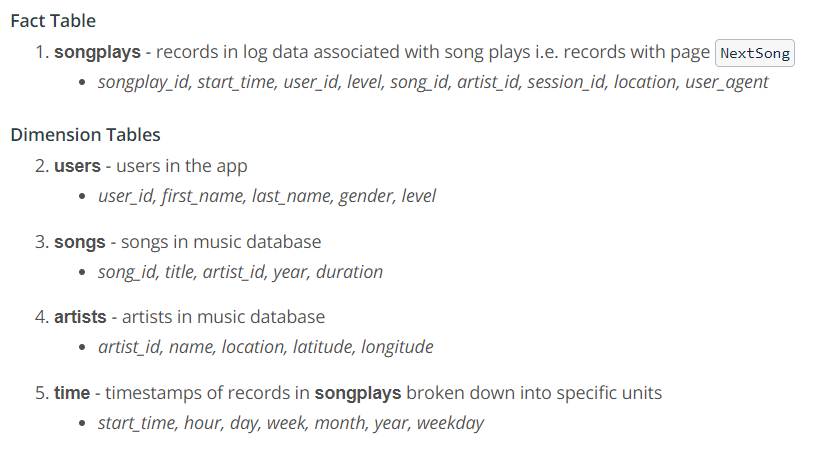 Fact Table
1. songplays - records in log data associated with song plays i.e. records with page NextSong
• songplay_id, start_time, user_id, level, song_id, artist_id, session_id, location, user_agent
Dimension Tables
2. users - users in the app
• user_id, first_name, last_name, gender, level
3. songs - songs in music database
• song_id, title, artist_id, year, duration
4. artists - artists in music database
• artist_id, name, location, latitude, longitude
5. time - timestamps of records in songplays broken down into specific units
• start_time, hour, day, week, month, year, weekday